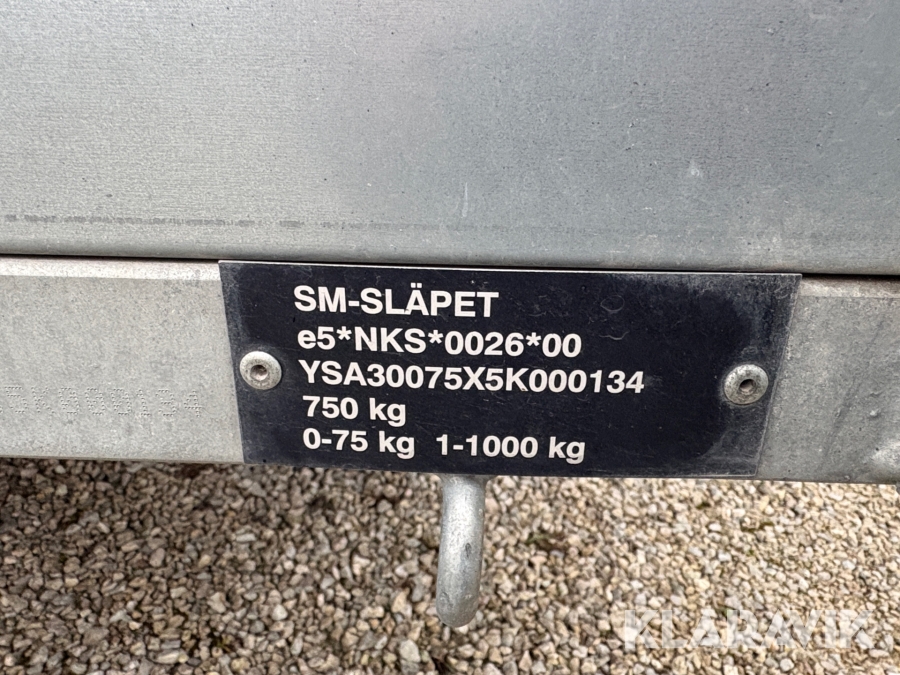 SM-SLÄPET
e5*NKS*0026*00
YSA30075X5K000134
750 kg
0-75 kg 1-1000 kg
KLARAVIK